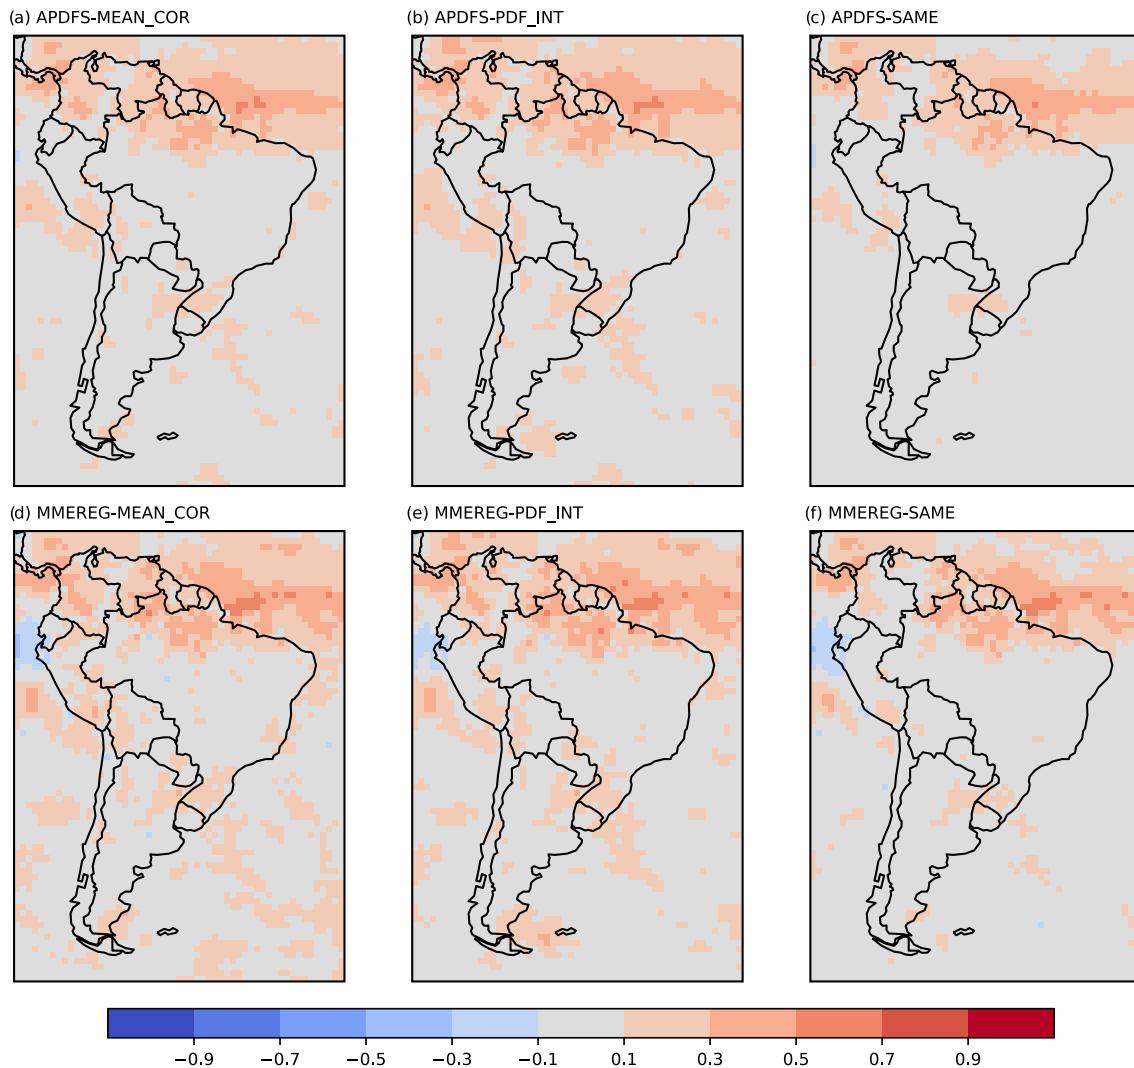 (a) APDFS-MEAN_COR
(b) APDFS-PDF_INT
(c) APDFS-SAME
(d) MMEREG-MEAN_COR
(e) MMEREG-PDF_INT
(f) MMEREG-SAME
−0.9 −0.7 −0.5 −0.3 −0.1 0.1 0.3 0.5 0.7 0.9